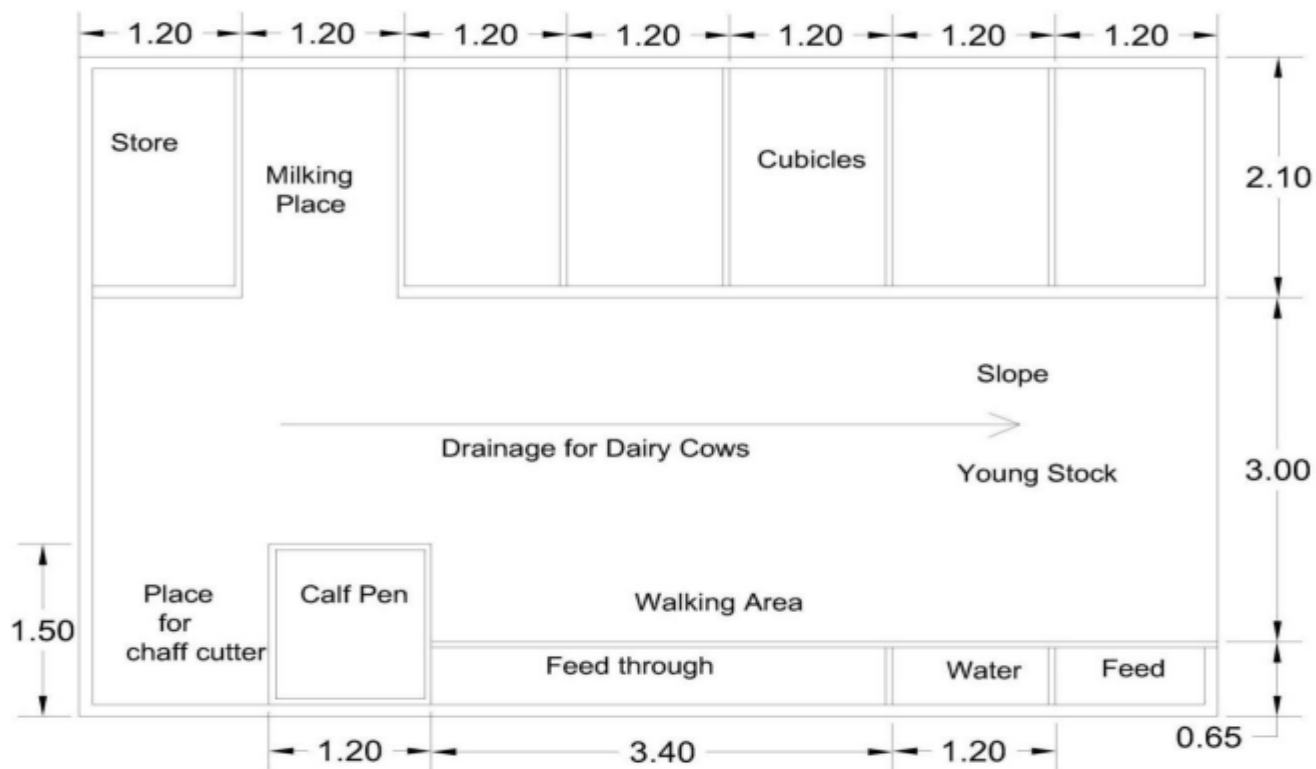 1.20 1.20 1.20 1.20 1.20 1.20 1.20
Store
Milking
Place
Cubicles
2.10
Slope
Drainage for Dairy Cows
Young Stock
3.00
Place
for
chaff cutter
Calf Pen
Walking Area
1.50
Feed through
Water
Feed
1.20
3.40
1.20
0.65